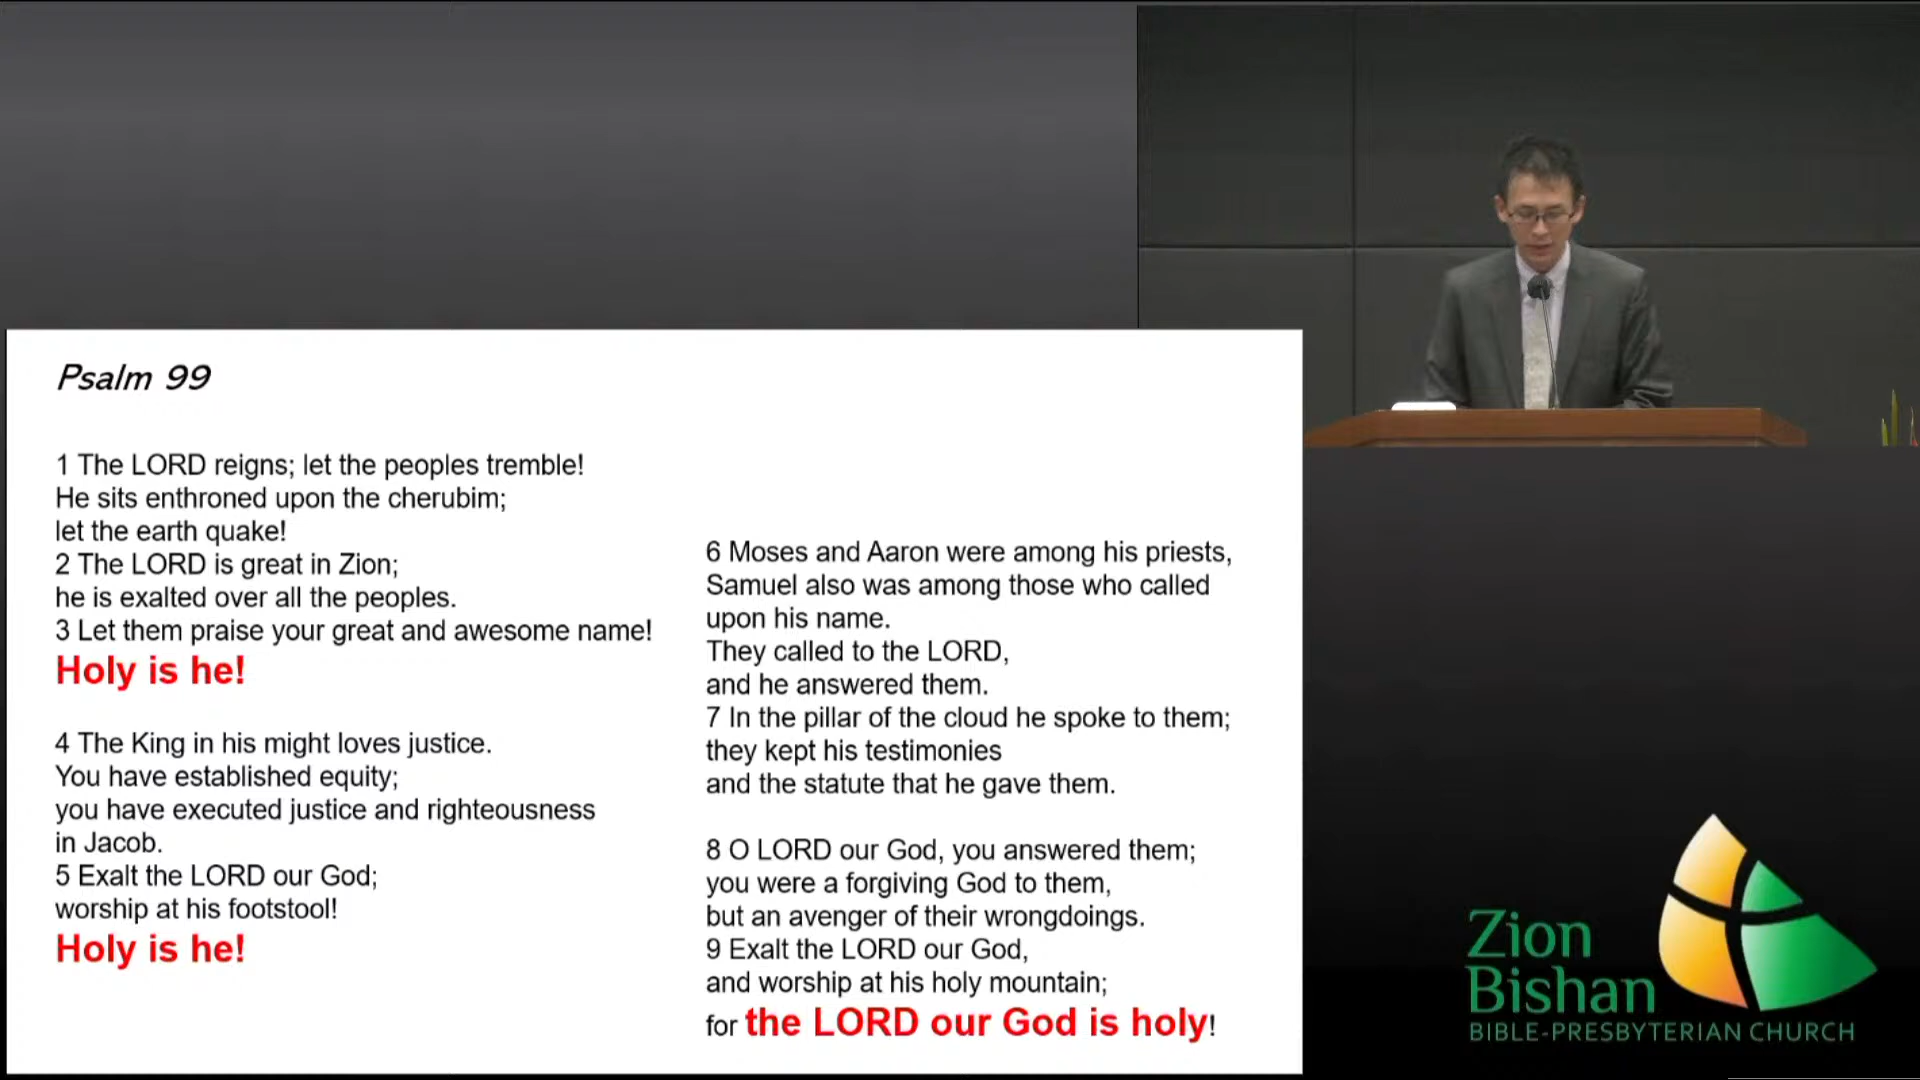 Psalm 99
1 The LORD reigns; let the peoples tremble!
He sits enthroned upon the cherubim;
let the earth quake!
2 The LORD is great in Zion;
he is exalted over all the peoples.
3 Let them praise your great and awesome name!
Holy is he!
4 The King in his might loves justice.
You have established equity;
you have executed justice and righteousness
in Jacob.
5 Exalt the LORD our God;
worship at his footstool!
Holy is he!
6 Moses and Aaron were among his priests,
Samuel also was among those who called
upon his name.
They called to the LORD,
and he answered them.
7 In the pillar of the cloud he spoke to them;
they kept his testimonies
and the statute that he gave them.
8 O LORD our God, you answered them;
you were a forgiving God to them,
but an avenger of their wrongdoings.
9 Exalt the LORD our God,
and worship at his holy mountain;
for the LORD our God is holy!
Zion
Bishan
BIBLE-PRESBYTERIAN CHURCH